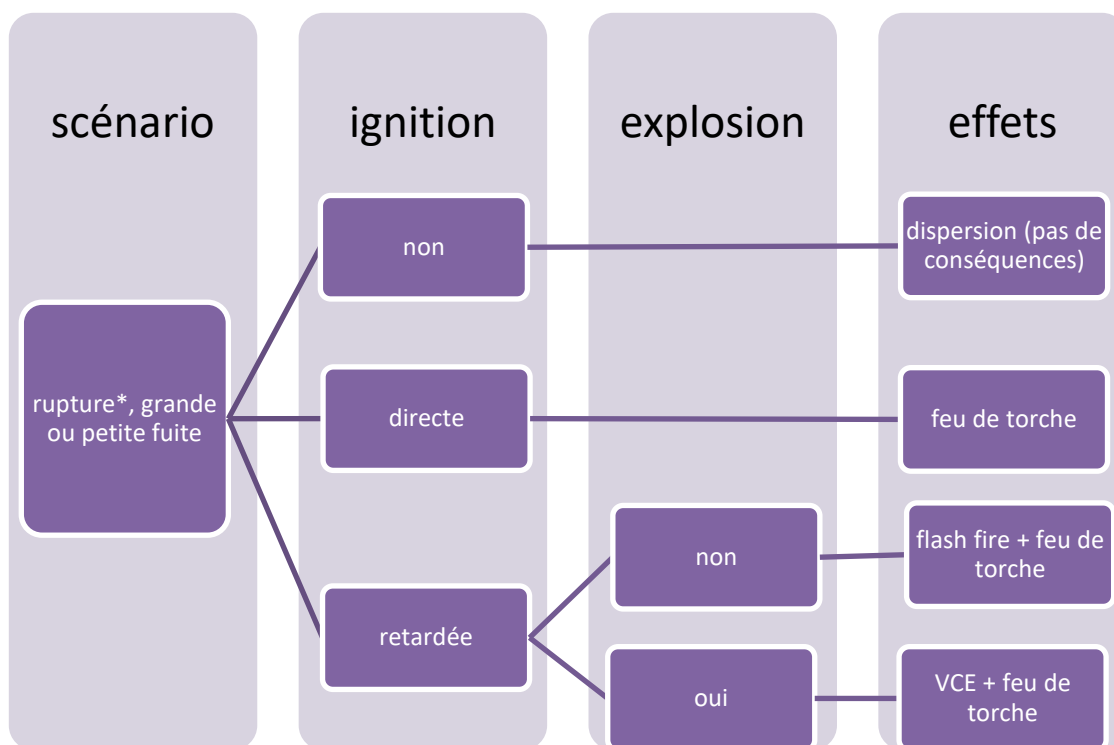 scénario
ignition
explosion
effets
non
dispersion (pas de
conséquences)
rupture*, grande
ou petite fuite
directe
feu de torche
retardée
non
flash fire + feu de
torche
oui
VCE + feu de
torche